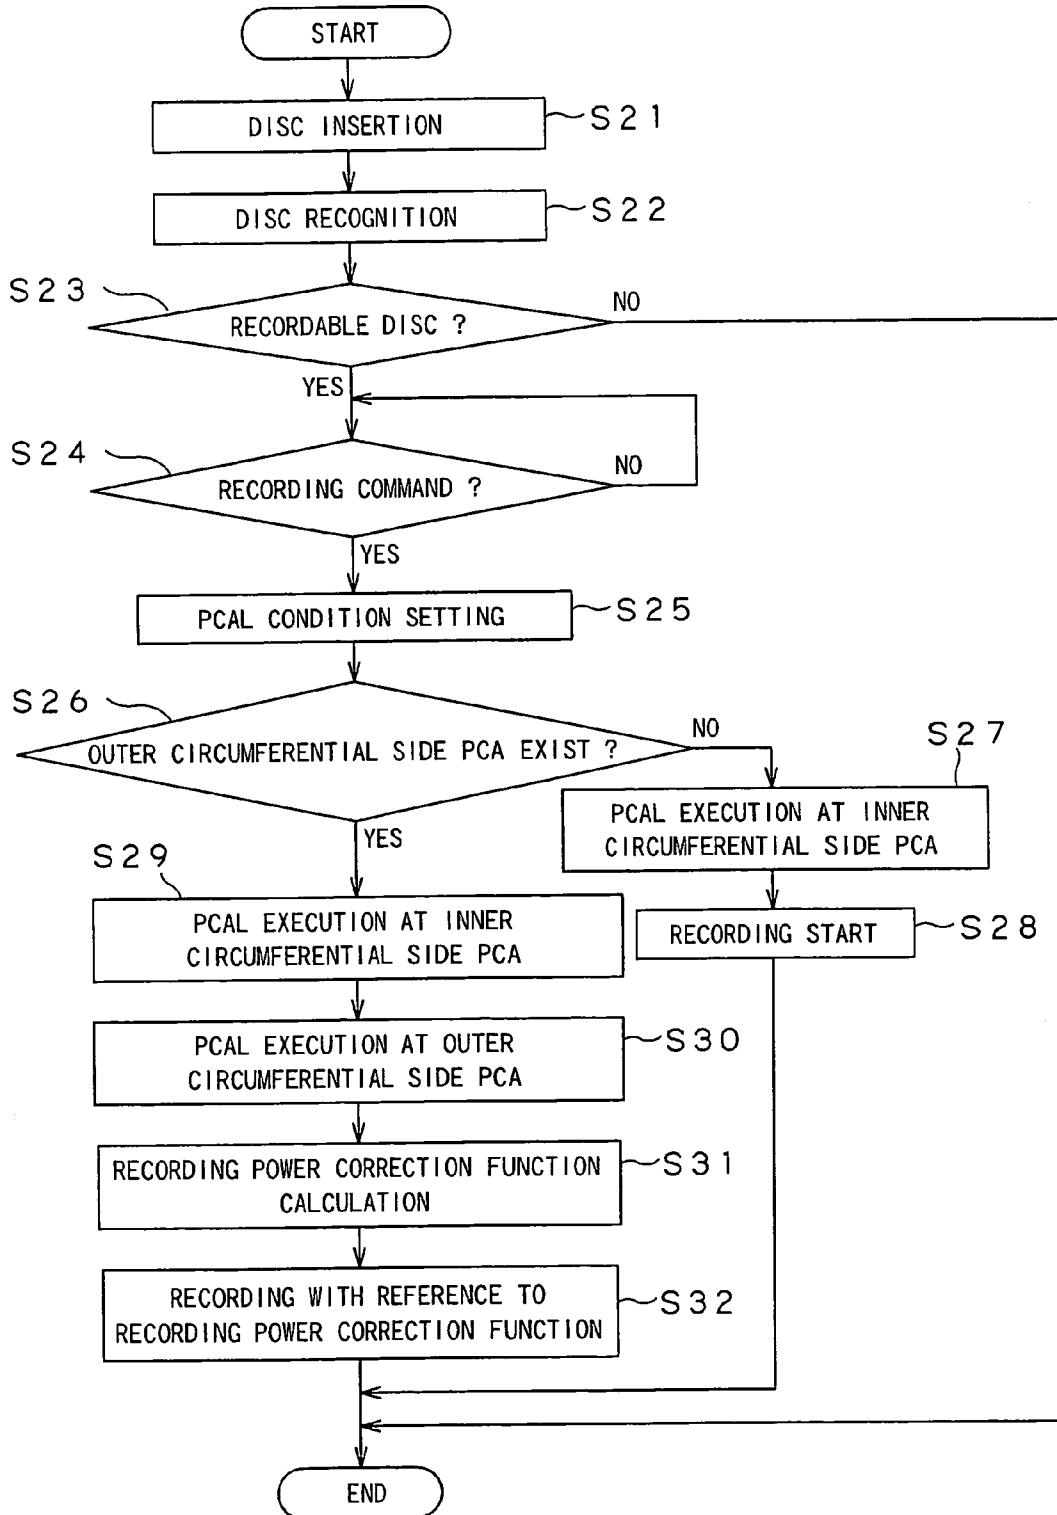 START
DISC INSERTION
S21
DISC RECOGNITION
S22
S23
RECORDABLE DISC ?
NO
YES
S24
RECORDING COMMAND ?
NO
YES
PCAL CONDITION SETTING
S25
S26
OUTER CIRCUMFERENTIAL SIDE PCA EXIST ?
NO
YES
S27
PCAL EXECUTION AT INNER
CIRCUMFERENTIAL SIDE PCA
RECORDING START
S28
S29
PCAL EXECUTION AT INNER
CIRCUMFERENTIAL SIDE PCA
PCAL EXECUTION AT OUTER
CIRCUMFERENTIAL SIDE PCA
S30
RECORDING POWER CORRECTION FUNCTION
CALCULATION
S31
RECORDING WITH REFERENCE TO
RECORDING POWER CORRECTION FUNCTION
S32
END